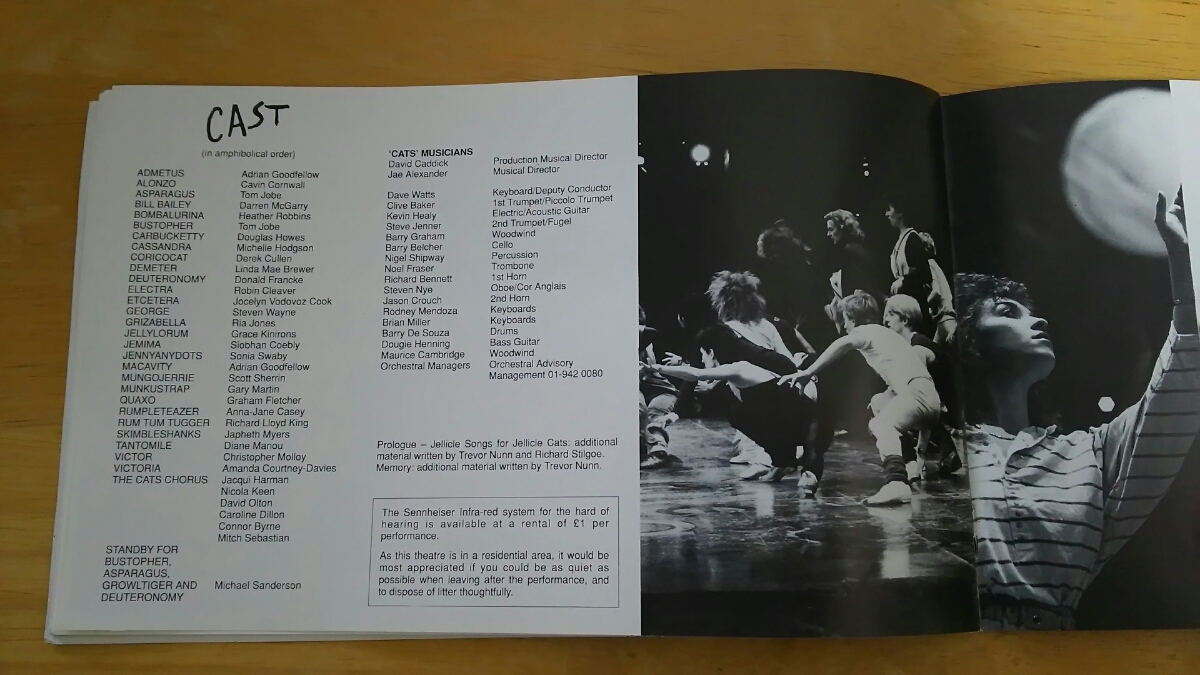 CAST
(in amphibolical order)
ADMETUS Adrian Goodfellow
ALONZO Gavin Cornwall
ASPARAGUS Tom Jobe
BILL BAILEY Darren McGarry
BOMBALURINA Heather Robbins
BUSTOPHER Tom Jobe
CARBUCKETTY Douglas Howes
CASSANDRA Michelle Hodgson
CORICOCAT Derek Cullen
DEMETER Linda Mae Brewer
DEUTERONOMY Donald Francke
ELECTRA Robin Cleaver
ETCETERA Jocelyn Vodovoz Cook
GEORGE Steven Wayne
GRIZABELLA Ria Jones
JELLYLORUM Grace Kinirons
JEMIMA Siobhan Coebly
JENNYANYDOTS Sonia Swaby
MACAVITY Adrian Goodfellow
MUNGOJERRIE Scott Sherrin
MUNKUSTRAP Gary Martin
QUAXO Graham Fletcher
RUMPLETEAZER Anna-Jane Casey
RUM TUM TUGGER Richard Lloyd King
SKIMBLESHANKS Japheth Myers
TANTOMILE Diane Manou
VICTOR Christopher Molloy
VICTORIA Amanda Courtney-Davies
THE CATS CHORUS Jacqui Harman
Nicola Keen
David Olton
Caroline Dillon
Connor Byrne
Mitch Sebastian
STANDBY FOR
BUSTOPHER,
ASPARAGUS,
GROWLTIGER AND Michael Sanderson
DEUTERONOMY
'CATS' MUSICIANS
David Caddick Production Musical Director
Jae Alexander Musical Director
Dave Watts Keyboard/Deputy Conductor
Clive Baker 1st Trumpet/Piccolo Trumpet
Kevin Healy Electric/Acoustic Guitar
Steve Jenner 2nd Trumpet/Fugel
Barry Graham Woodwind
Barry Belcher Cello
Nigel Shipway Percussion
Noel Fraser Trombone
Richard Bennett 1st Horn
Steven Nye Oboe/Cor Anglais
Jason Crouch 2nd Horn
Rodney Mendoza Keyboards
Brian Miller Keyboards
Barry De Souza Drums
Dougie Henning Bass Guitar
Maurice Cambridge Woodwind
Orchestral Managers Orchestral Advisory
Management 01-942 0080
Prologue – Jellicle Songs for Jellicle Cats: additional
material written by Trevor Nunn and Richard Stilgoe.
Memory: additional material written by Trevor Nunn.
The Sennheiser Infra-red system for the hard of
hearing is available at a rental of £1 per
performance.
As this theatre is in a residential area, it would be
most appreciated if you could be as quiet as
possible when leaving after the performance, and
to dispose of litter thoughtfully.